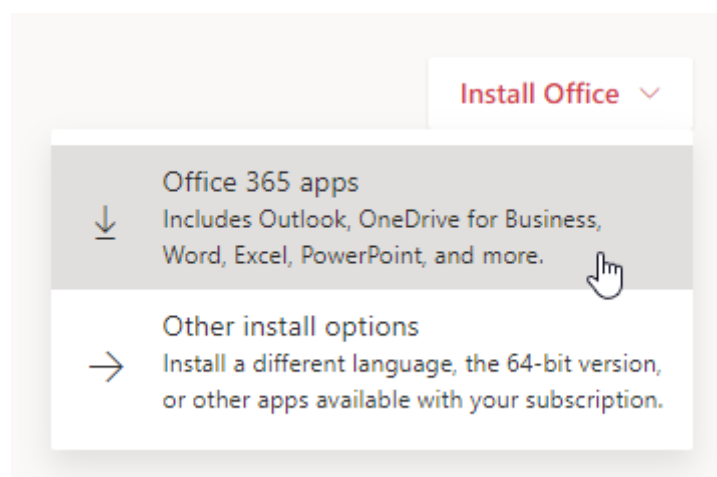 Install Office
Office 365 apps
Includes Outlook, OneDrive for Business,
Word, Excel, PowerPoint, and more.
Other install options
Install a different language, the 64-bit version,
or other apps available with your subscription.